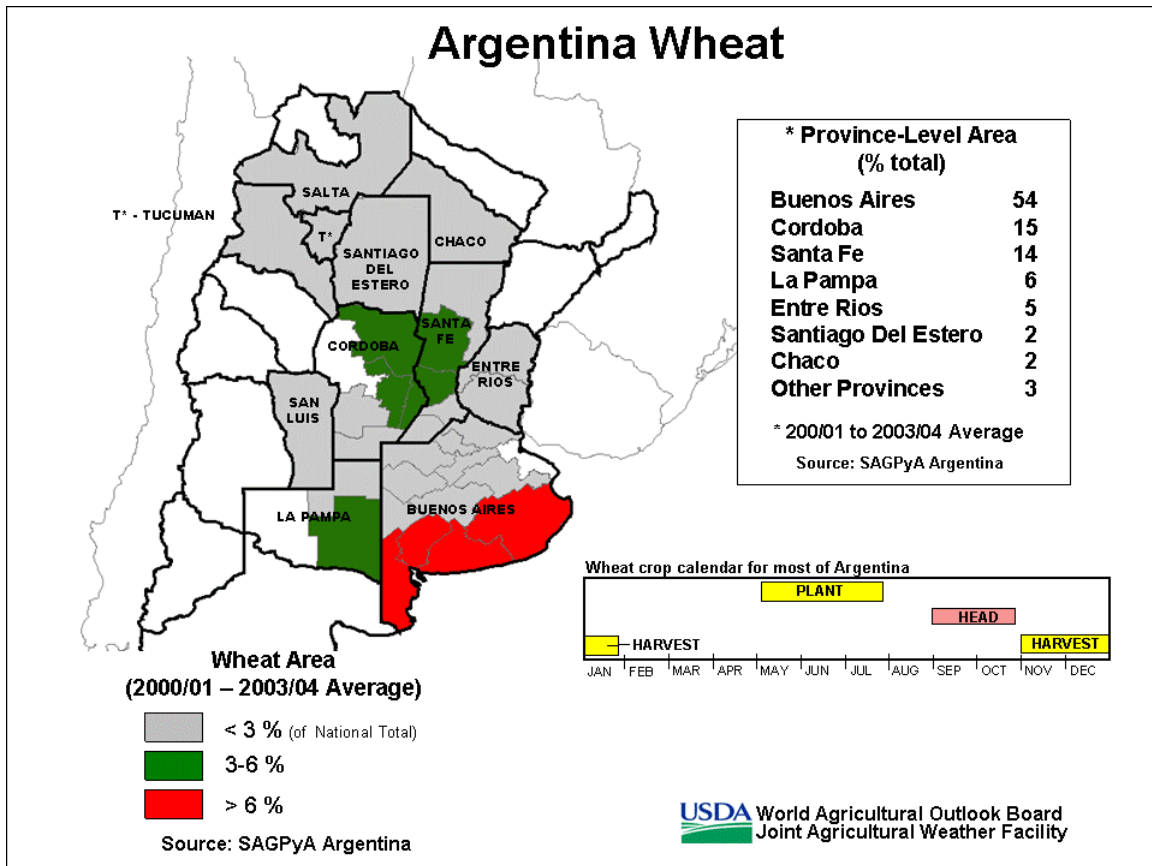 Argentina Wheat
* Province-Level Area
(% total)
Buenos Aires 54
Cordoba 15
Santa Fe 14
La Pampa 6
Entre Rios 5
Santiago Del Estero 2
Chaco 2
Other Provinces 3
* 200/01 to 2003/04 Average
Source: SAGPyA Argentina
SALTA
T* - TUCUMAN
T*
CHACO
SANTIAGO
DEL
ESTERO
SANTA
FE
CORDOBA
ENTRE
RIOS
SAN
LUIS
LA PAMPA
BUENOS AIRES
Wheat crop calendar for most of Argentina
PLANT
HEAD
HARVEST
HARVEST
JAN FEB MAR APR MAY JUN JUL AUG SEP OCT NOV DEC
Wheat Area
(2000/01 – 2003/04 Average)
< 3 % (of National Total)
3-6 %
> 6 %
Source: SAGPyA Argentina
USDA
World Agricultural Outlook Board
Joint Agricultural Weather Facility